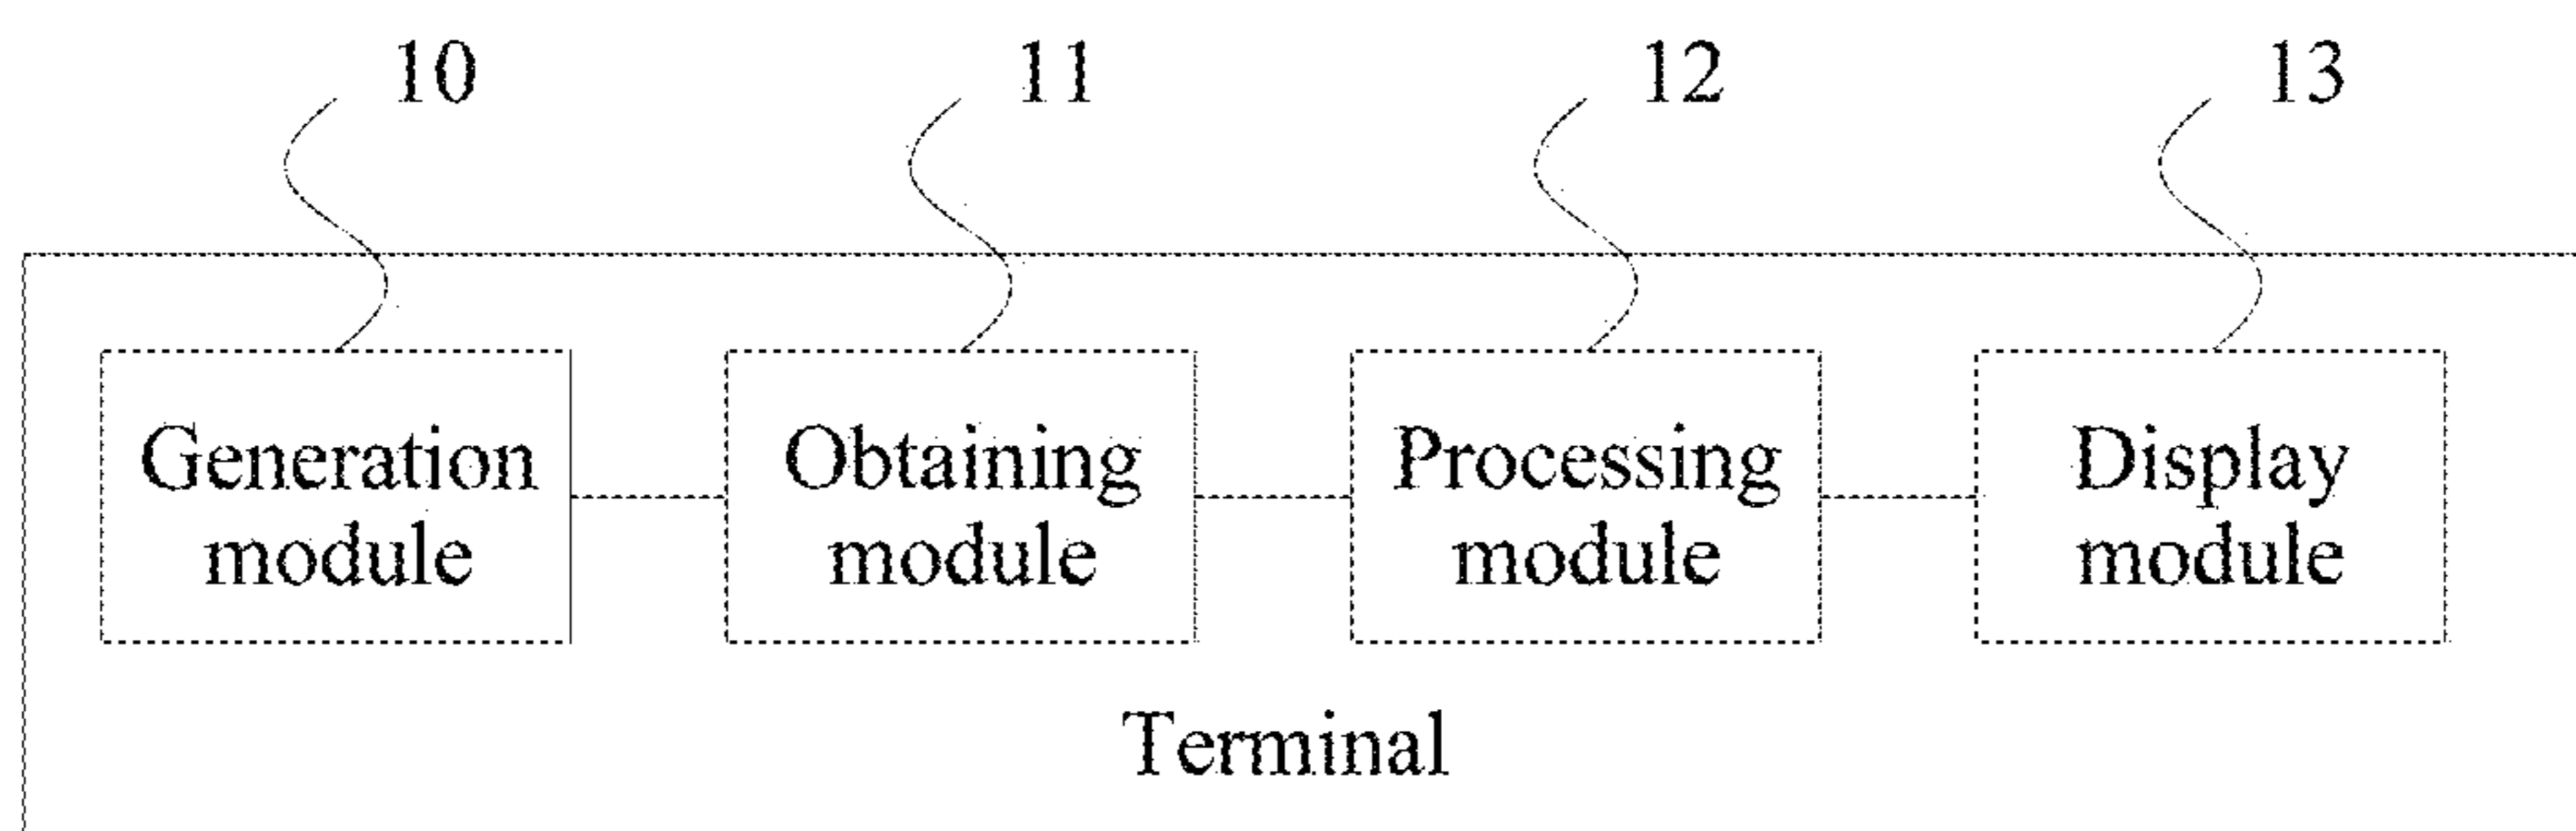 10 11 12 13
Generation Obtaining Processing Display
module module module module
Terminal